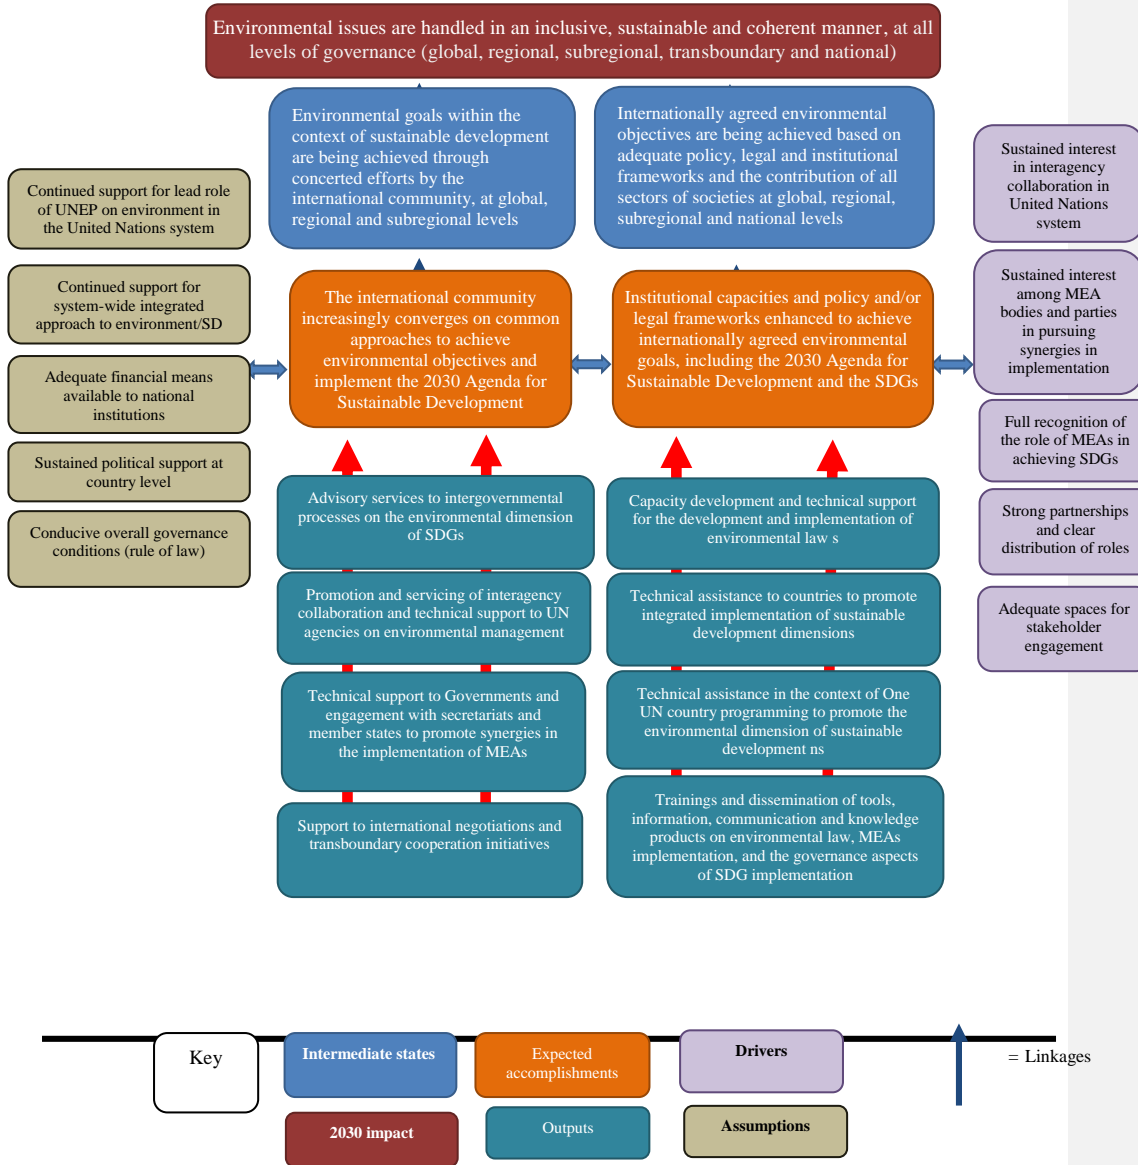 Environmental issues are handled in an inclusive, sustainable and coherent manner, at all
levels of governance (global, regional, subregional, transboundary and national)
Environmental goals within the
context of sustainable development
are being achieved through
concerted efforts by the
international community, at global,
regional and subregional levels
Internationally agreed environmental
objectives are being achieved based on
adequate policy, legal and institutional
frameworks and the contribution of all
sectors of societies at global, regional,
subregional and national levels
Continued support for lead role
of UNEP on environment in
the United Nations system
Continued support for
system-wide integrated
approach to environment/SD
Adequate financial means
available to national
institutions
Sustained political support at
country level
Conducive overall governance
conditions (rule of law)
The international community
increasingly converges on common
approaches to achieve
environmental objectives and
implement the 2030 Agenda for
Sustainable Development
Institutional capacities and policy and/or
legal frameworks enhanced to achieve
internationally agreed environmental
goals, including the 2030 Agenda for
Sustainable Development and the SDGs
Sustained interest
in interagency
collaboration in
United Nations
system
Sustained interest
among MEA
bodies and parties
in pursuing
synergies in
implementation
Full recognition of
the role of MEAs in
achieving SDGs
Strong partnerships
and clear
distribution of roles
Adequate spaces for
stakeholder
engagement
Advisory services to intergovernmental
processes on the environmental dimension
of SDGs
Promotion and servicing of interagency
collaboration and technical support to UN
agencies on environmental management
Technical support to Governments and
engagement with secretariats and
member states to promote synergies in
the implementation of MEAs
Support to international negotiations and
transboundary cooperation initiatives
Capacity development and technical support
for the development and implementation of
environmental law s
Technical assistance to countries to promote
integrated implementation of sustainable
development dimensions
Technical assistance in the context of One
UN country programming to promote the
environmental dimension of sustainable
development ns
Trainings and dissemination of tools,
information, communication and knowledge
products on environmental law, MEAs
implementation, and the governance aspects
of SDG implementation
Key
Intermediate states
Expected
accomplishments
Drivers
= Linkages
2030 impact
Outputs
Assumptions